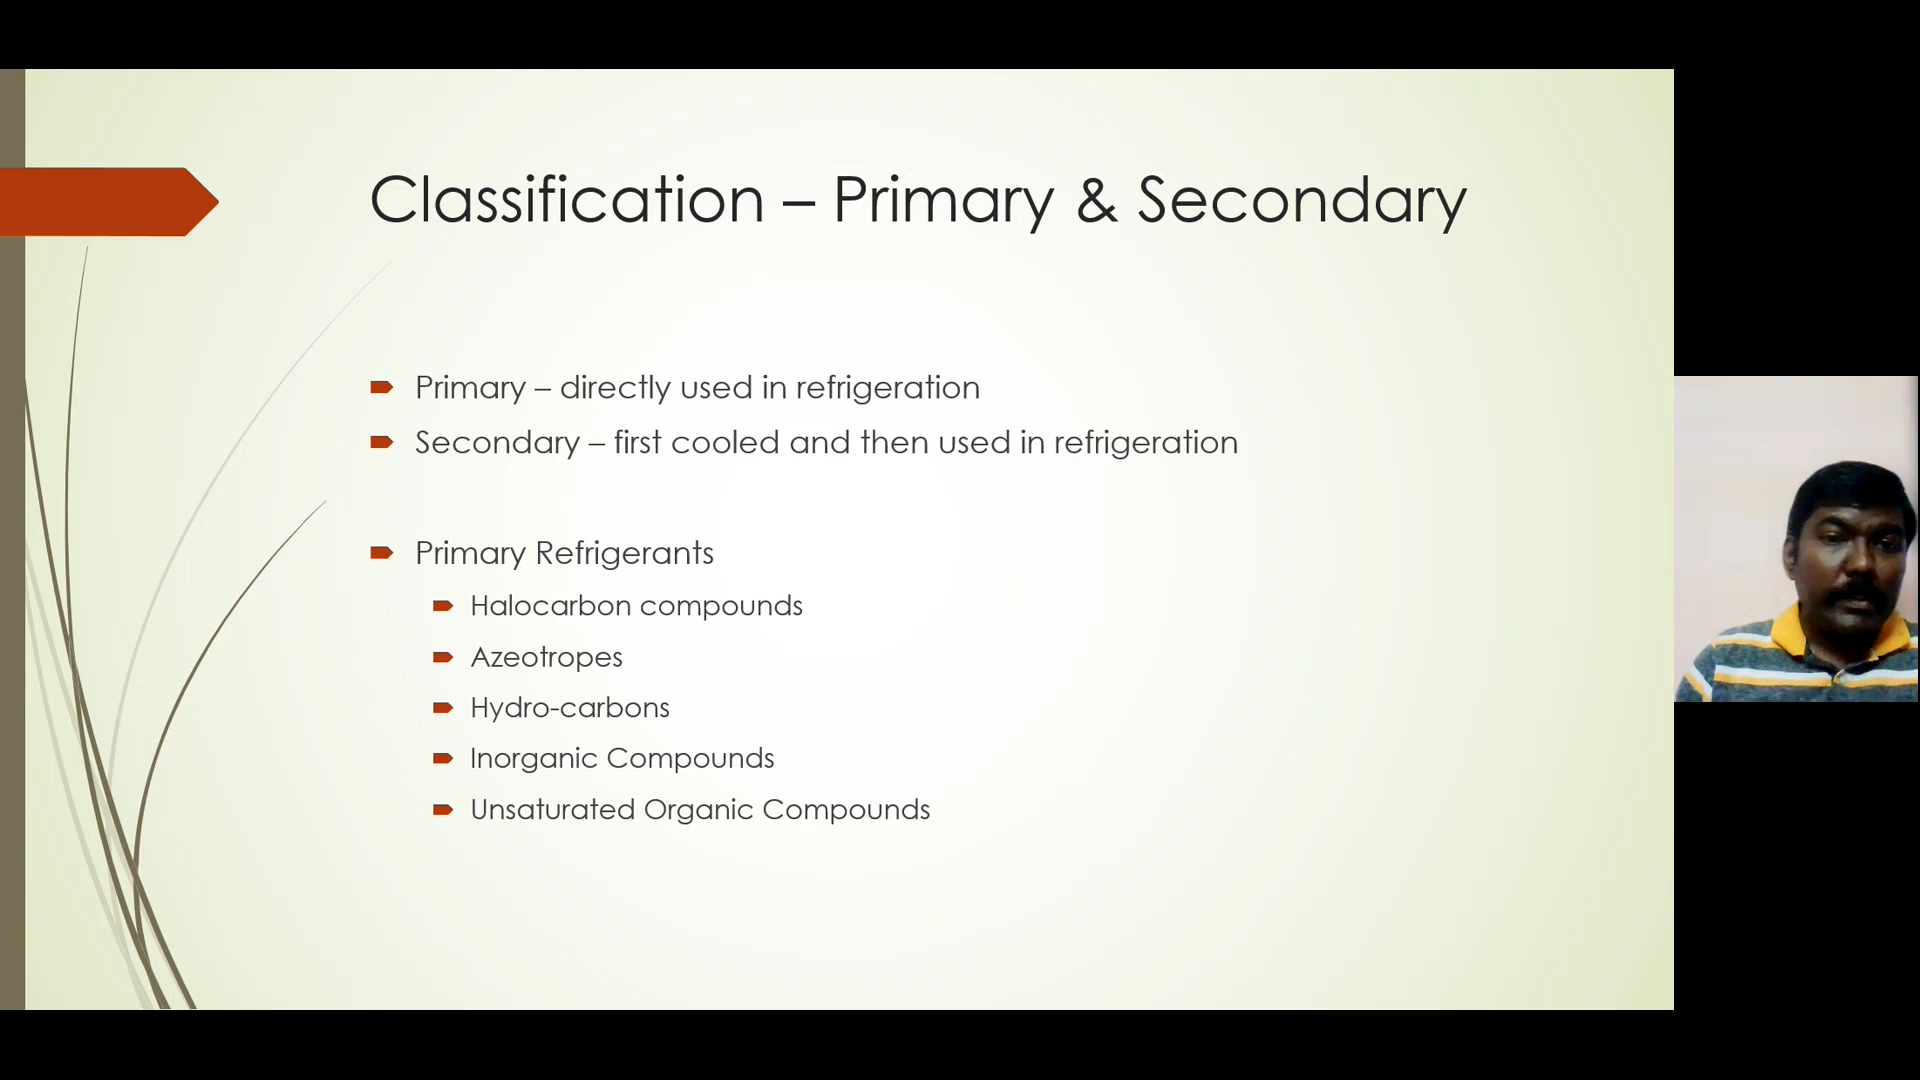 Classification – Primary & Secondary
Primary – directly used in refrigeration
Secondary – first cooled and then used in refrigeration
Primary Refrigerants
Halocarbon compounds
Azeotropes
Hydro-carbons
Inorganic Compounds
Unsaturated Organic Compounds